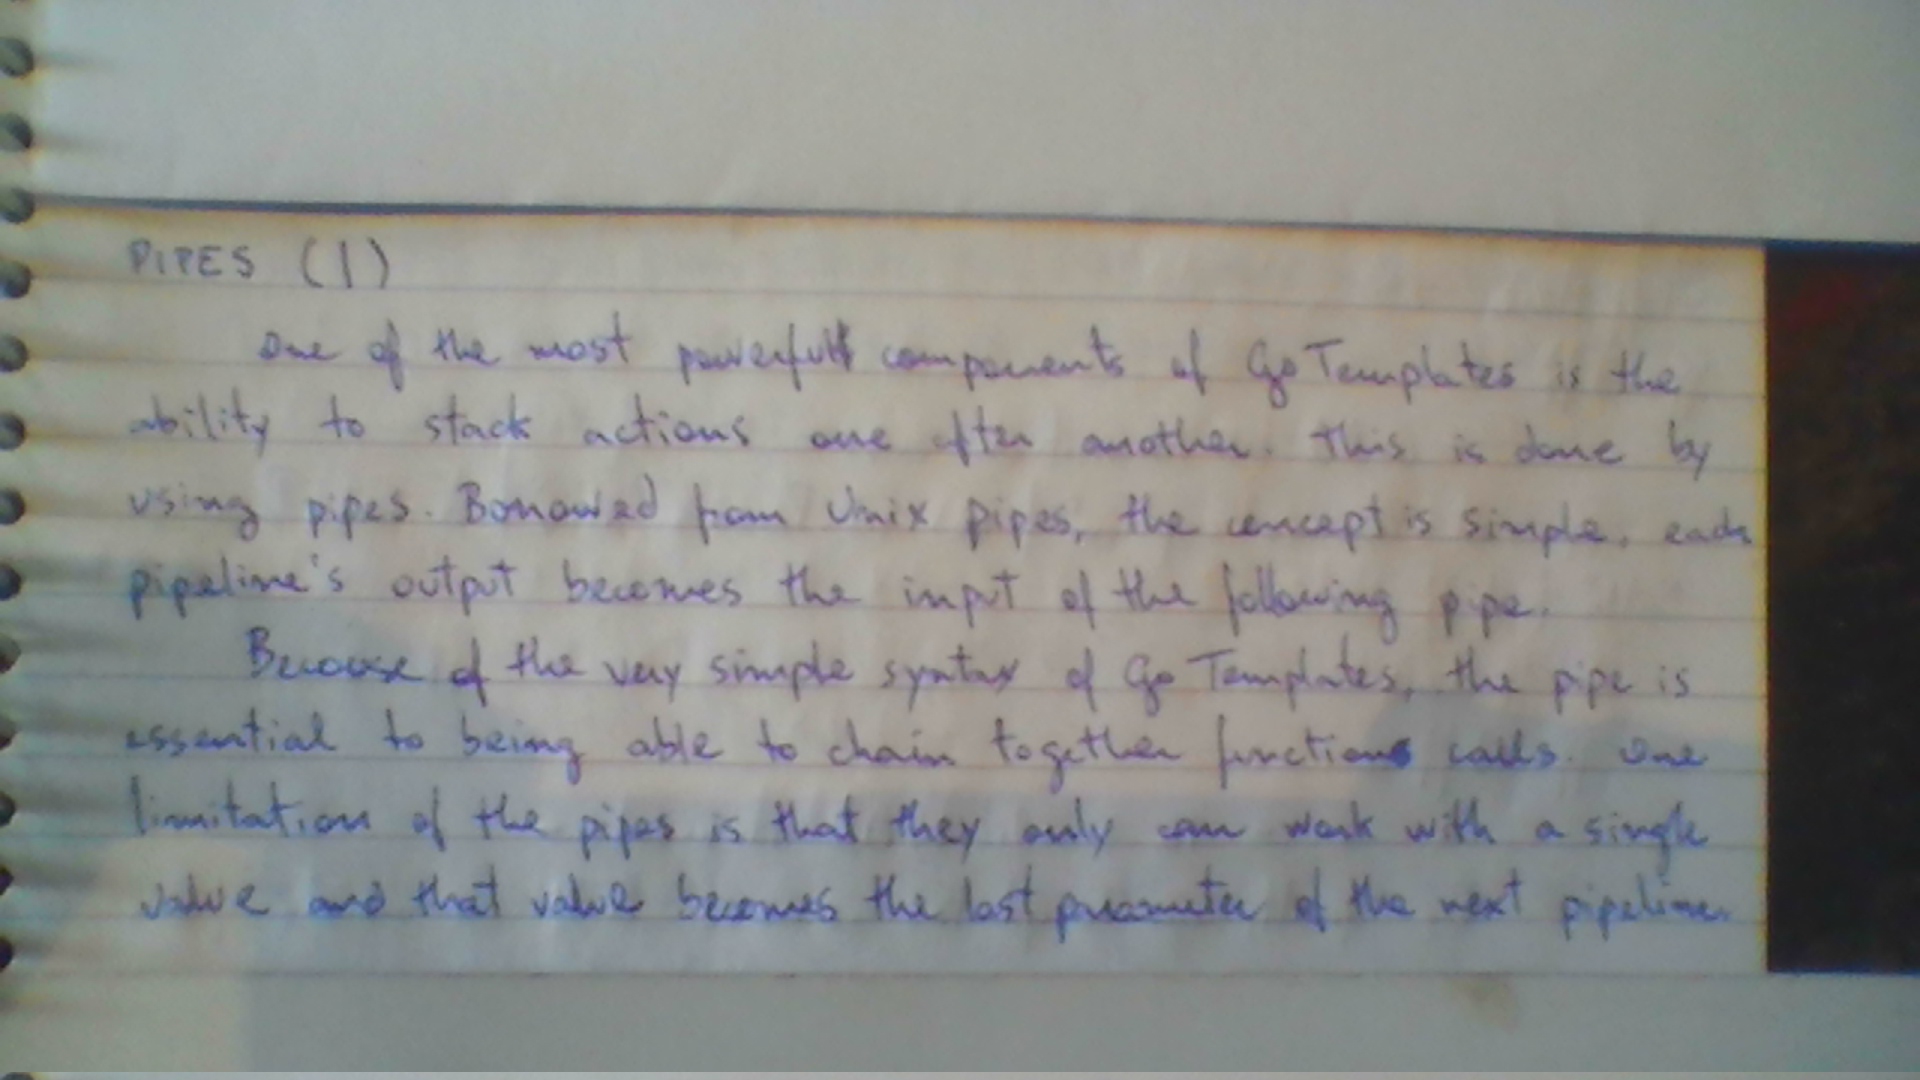 PIPES (|)
One of the most powerfull components of Go Templates is the
ability to stack actions one after another. This is done by
using pipes. Borrowed from Unix pipes, the concept is simple, each
pipeline's output becomes the input of the following pipe.
Because of the very simple syntax of Go Templates, the pipe is
essential to being able to chain together functions calls. One
limitation of the pipes is that they only can work with a single
value and that value becomes the last parameter of the next pipeline.